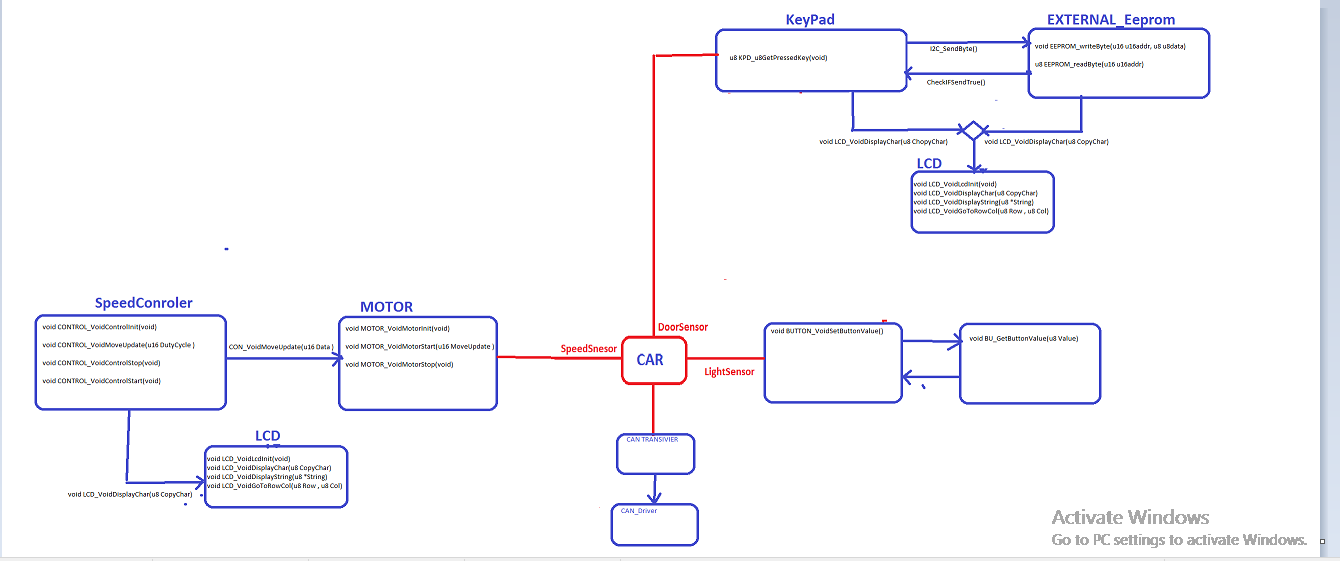 KeyPad
u8 KPD_u8GetPressedKey(void)
I2C_SendByte()
CheckIFSendTrue()
EXTERNAL_Eeprom
void EEPROM_writeByte(u16 u16addr, u8 u8data)
u8 EEPROM_readByte(u16 u16addr)
void LCD_VoidDisplayChar(u8 ChopyChar)
void LCD_VoidDisplayChar(u8 CopyChar)
LCD
void LCD_VoidLcdInit(void)
void LCD_VoidDisplayChar(u8 CopyChar)
void LCD_VoidDisplayString(u8 *String)
void LCD_VoidGoToRowCol(u8 Row , u8 Col)
SpeedConroler
void CONTROL_VoidControlInit(void)
void CONTROL_VoidMoveUpdate(u16 DutyCycle )
void CONTROL_VoidControlStop(void)
void CONTROL_VoidControlStart(void)
CON_VoidMoveUpdate(u16 Data )
MOTOR
void MOTOR_VoidMotorInit(void)
void MOTOR_VoidMotorStart(u16 MoveUpdate )
void MOTOR_VoidMotorStop(void)
SpeedSnesor
DoorSensor
CAR
LightSensor
void BUTTON_VoidSetButtonValue()
void BU_GetButtonValue(u8 Value)
LCD
void LCD_VoidLcdInit(void)
void LCD_VoidDisplayChar(u8 CopyChar)
void LCD_VoidDisplayString(u8 *String)
void LCD_VoidGoToRowCol(u8 Row , u8 Col)
void LCD_VoidDisplayChar(u8 CopyChar)
CAN TRANSIVIER
CAN_Driver
Activate Windows
Go to PC settings to activate Windows.